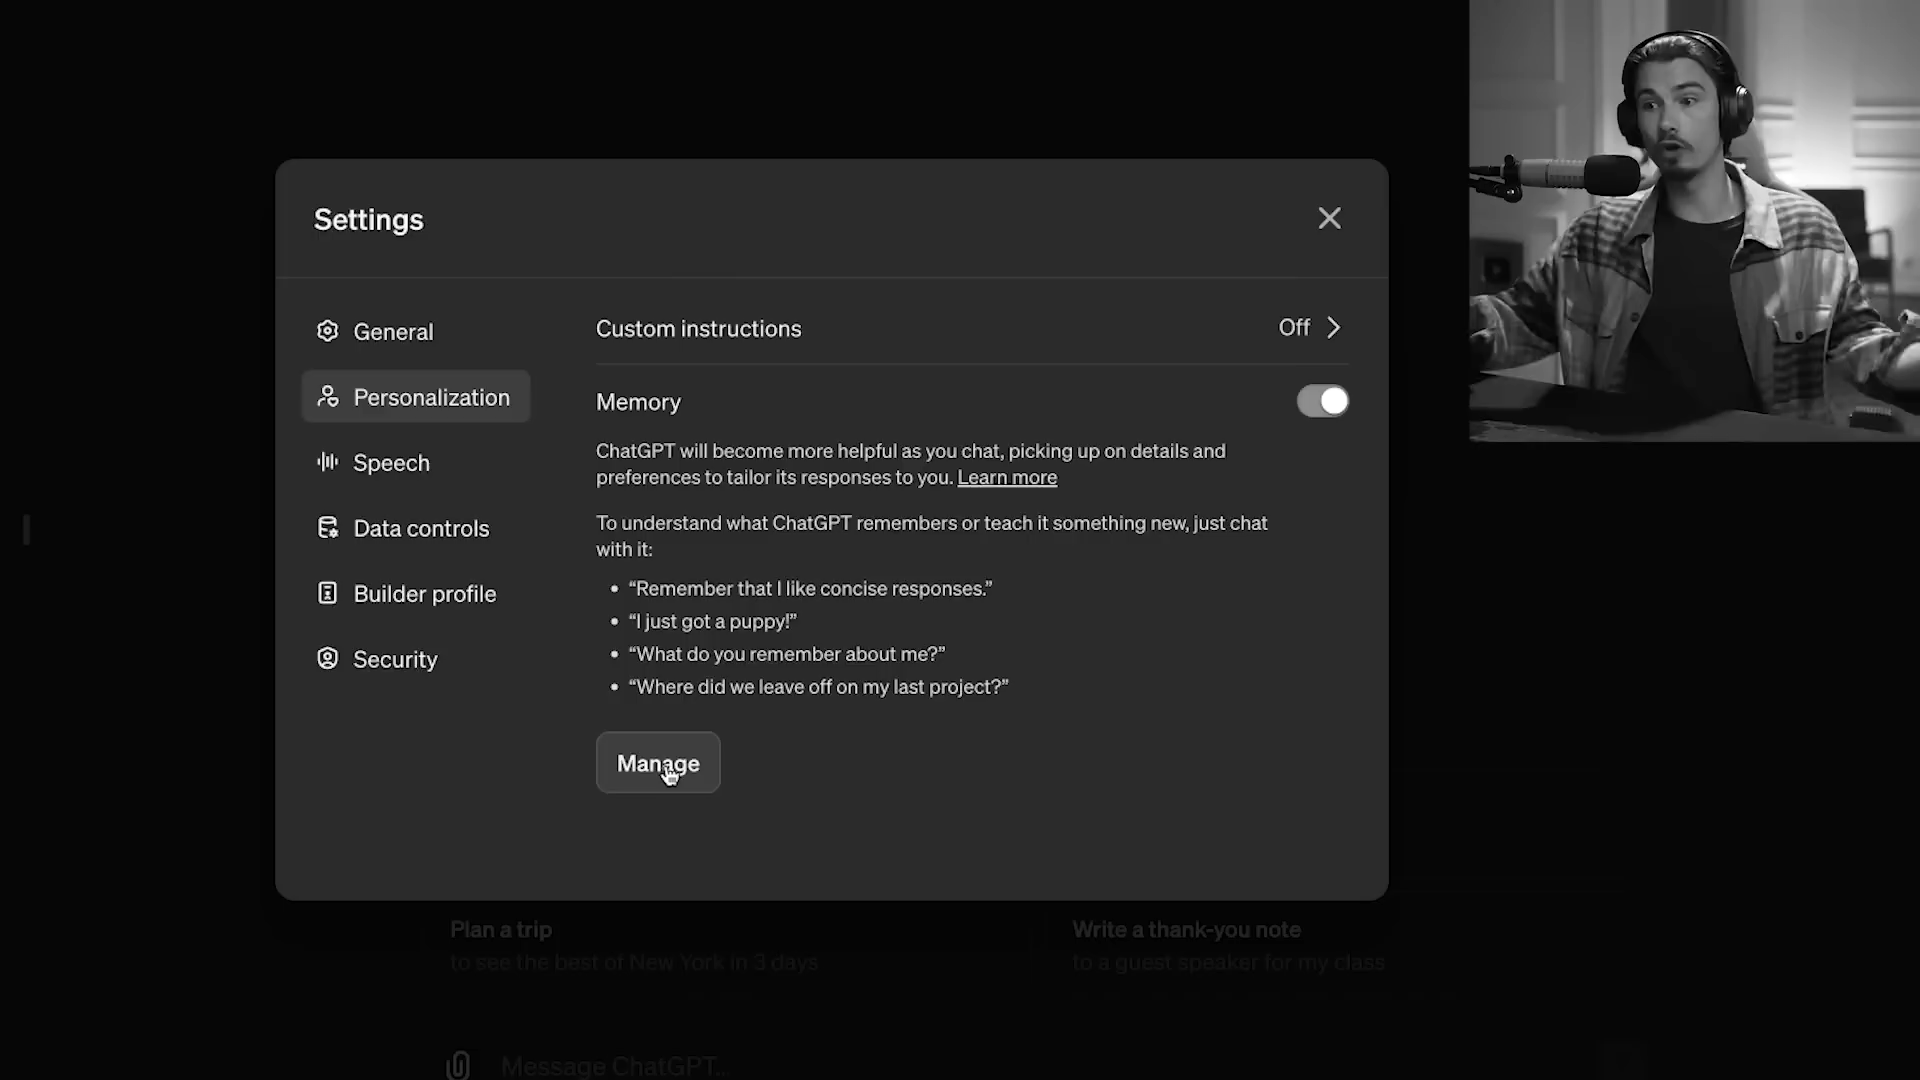 Settings
General
Personalization
Speech
Data controls
Builder profile
Security
Custom instructions
Off
Memory
ChatGPT will become more helpful as you chat, picking up on details and
preferences to tailor its responses to you. Learn more
To understand what ChatGPT remembers or teach it something new, just chat
with it:
• “Remember that I like concise responses.”
• “I just got a puppy!”
• “What do you remember about me?”
• “Where did we leave off on my last project?”
Manage
Plan a trip
to see the best of New York in 3 days
Write a thank-you note
to a guest speaker for my class
Message ChatGPT...